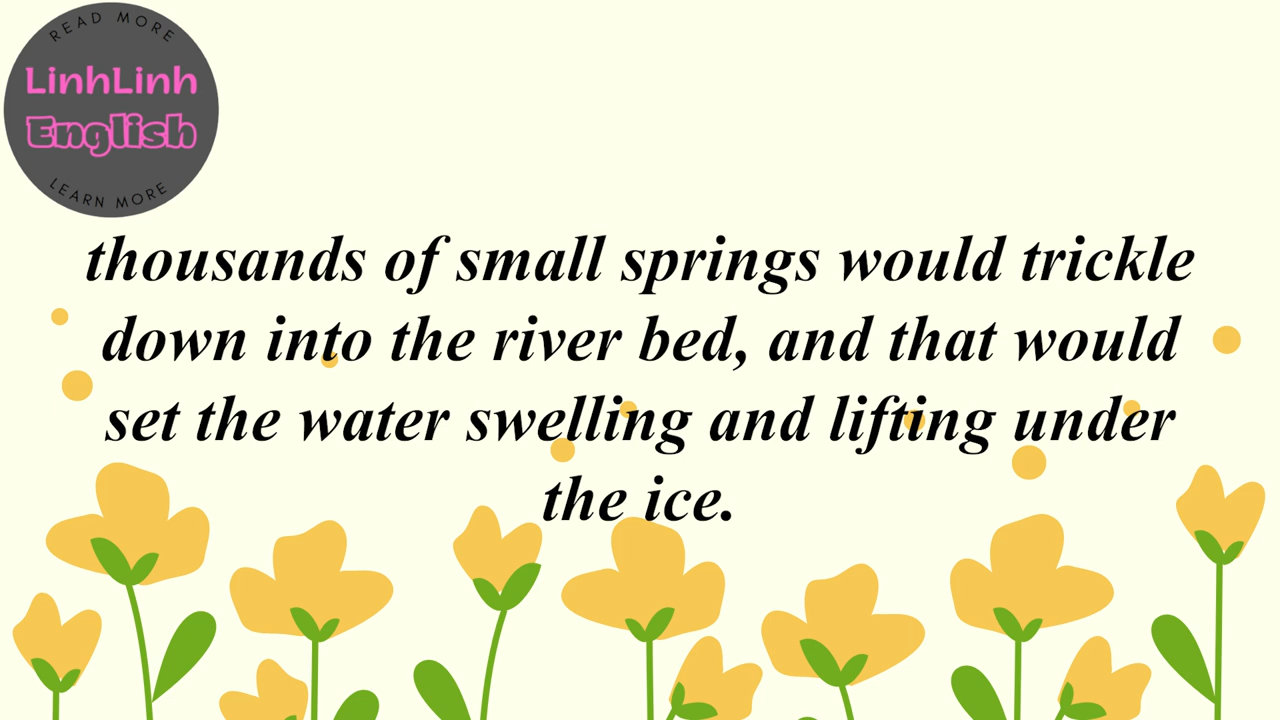 READ MORE
LinhLinh
English
LEARN MORE
thousands of small springs would trickle
down into the river bed, and that would
set the water swelling and lifting under
the ice.